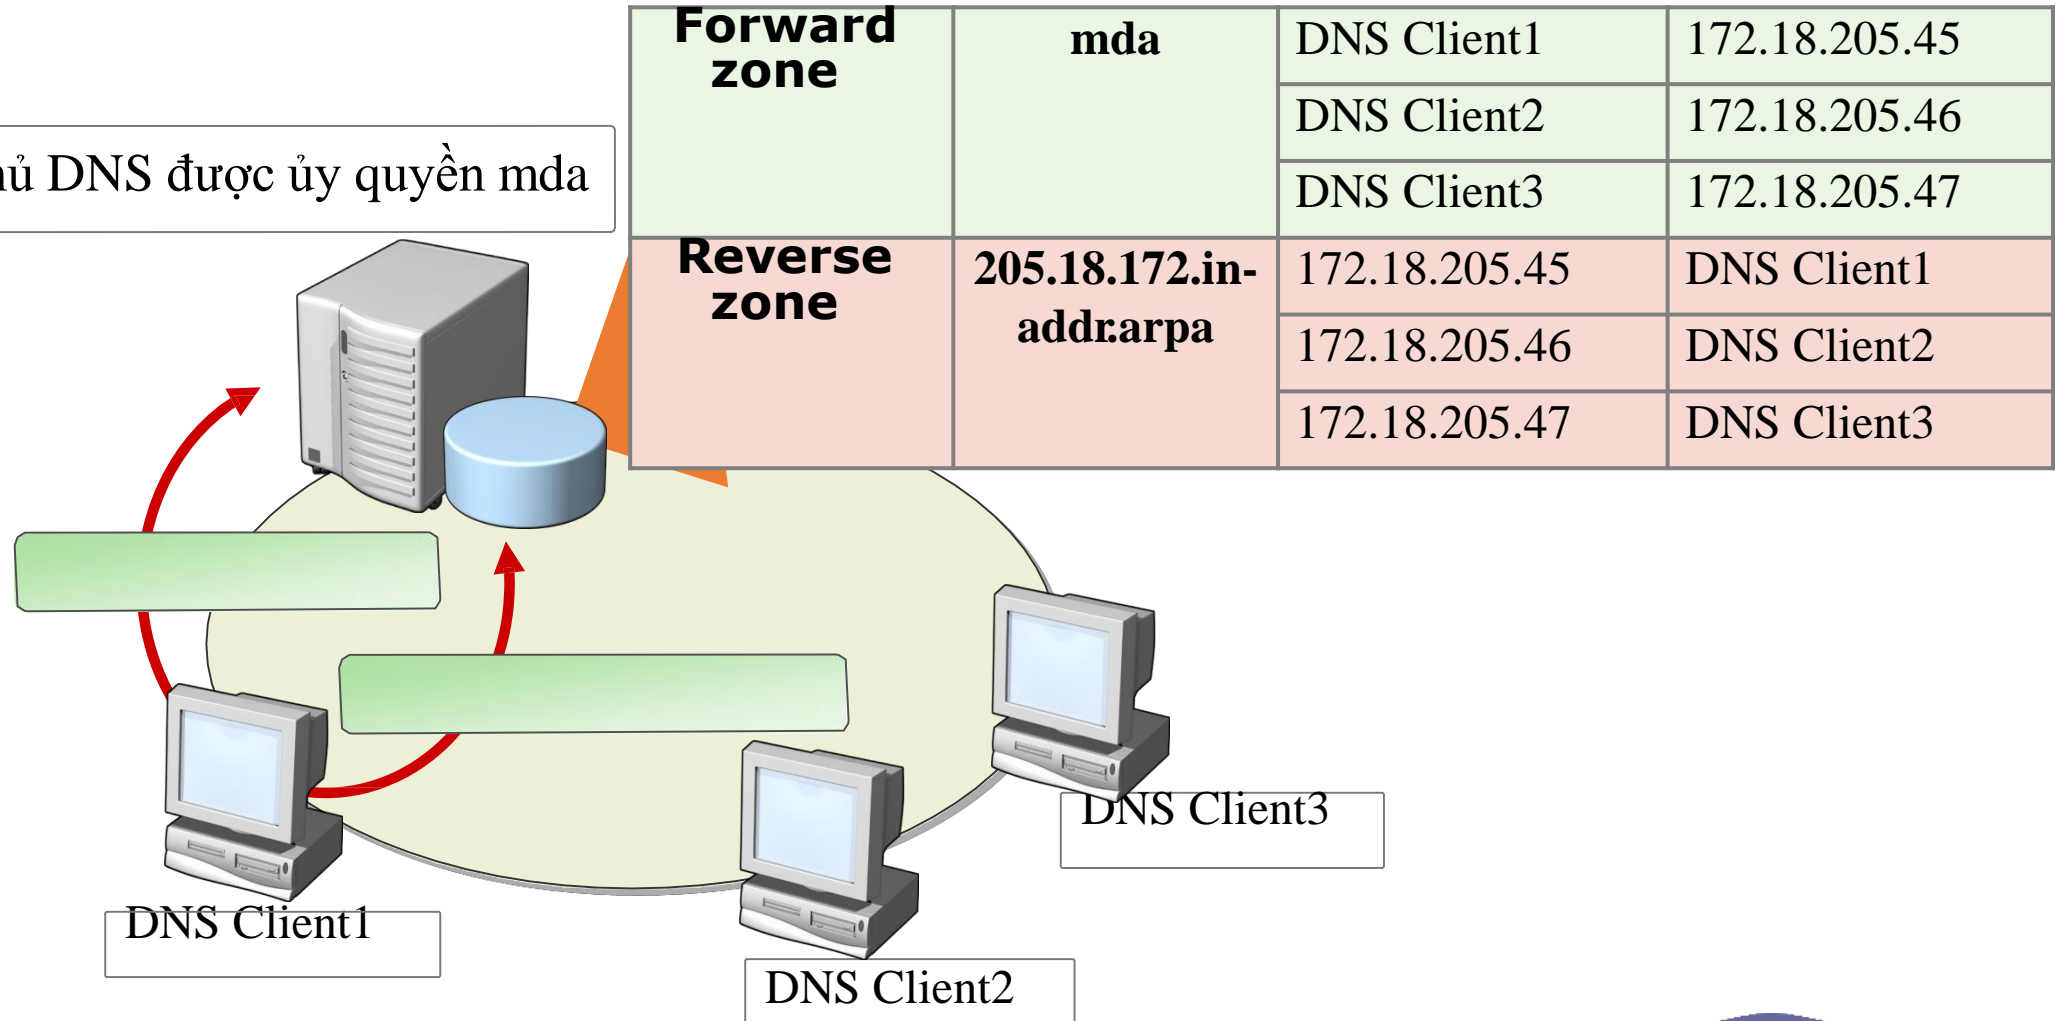 Forward zone
mda
DNS Client1
172.18.205.45
DNS Client2
172.18.205.46
DNS Client3
172.18.205.47
Reverse zone
205.18.172.in-addr.arpa
172.18.205.45
DNS Client1
172.18.205.46
DNS Client2
172.18.205.47
DNS Client3
DNS được ủy quyền mda
DNS Client3
DNS Client1
DNS Client2